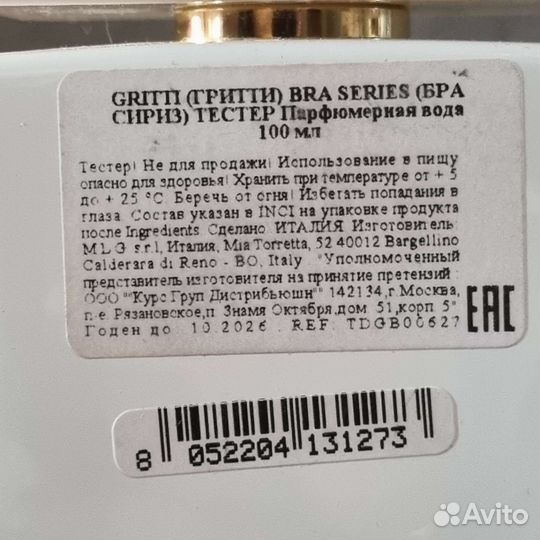 GRITTI (ГРИТТИ) BRA SERIES (БРА
СИРИЗ) ТЕСТЕР Парфюмерная вода
100 мл
Тестер! Не для продажи! Использование в пищу
опасно для здоровья! Хранить при температуре от + 5
до + 25 °С. Беречь от огня! Избегать попадания в
глаза. Состав указан в INCI на упаковке продукта
после Ingredients. Сделано: ИТАЛИЯ. Изготовитель:
MLG s.r.l, Италия, Mia Torretta, 52 40012 Bargellino
Calderara di Reno - BO, Italy. "Уполномоченный
представитель изготовителя на принятие претензий:
ООО ""Курс Груп Дистрибьюшн"" 142134,г.Москва,
п-е. Рязановское,п. Знамя Октября,дом. 51,корп. 5"
Годен до: 10.2026. REF: TDGB00627
EAC
8 052204 131273
Avito